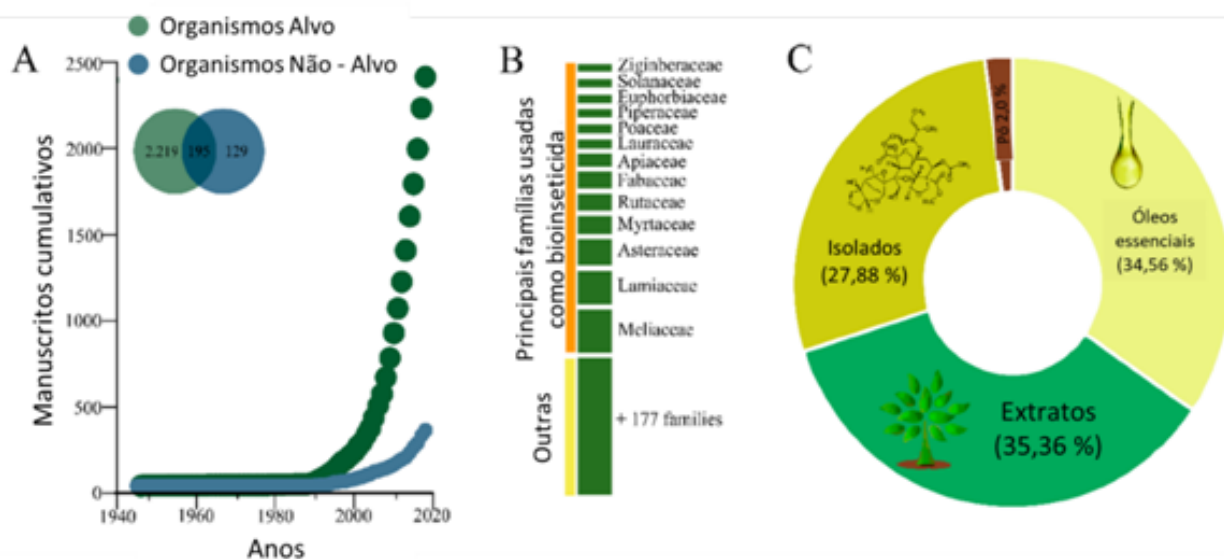 Organismos Alvo
Organismos Não - Alvo
A
Manuscritos cumulativos
2500
2000
1500
1000
500
0
2.219 195 129
1940 1960 1980 2000 2020
Anos
B
Principais famílias usadas
como bioinseticida
Outras
Ziginberaceae
Solanaceae
Euphorbiaceae
Piperaceae
Poaceae
Lauraceae
Apiaceae
Fabaceae
Rutaceae
Myrtaceae
Asteraceae
Lamiaceae
Meliaceae
+ 177 families
C
Pó 2,0 %
Óleos
essenciais
(34,56 %)
Isolados
(27,88 %)
Extratos
(35,36 %)